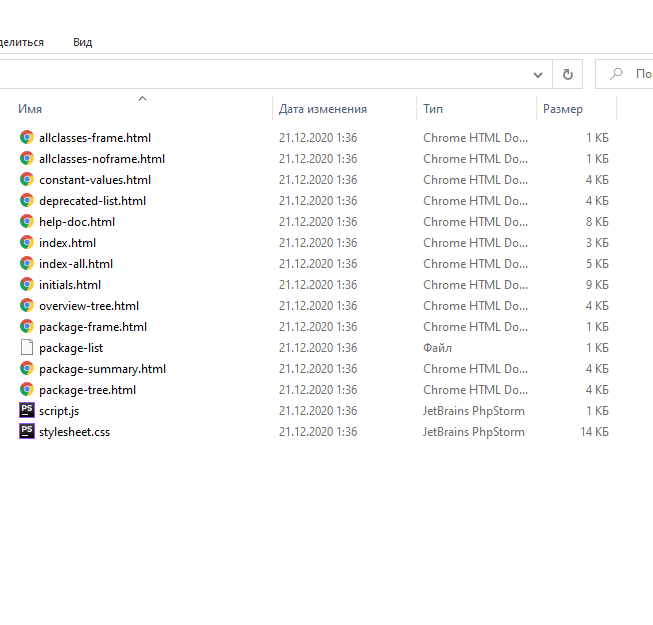 делиться Вид
По
Имя Дата изменения Тип Размер
allclasses-frame.html 21.12.2020 1:36 Chrome HTML Do... 1 КБ
allclasses-noframe.html 21.12.2020 1:36 Chrome HTML Do... 1 КБ
constant-values.html 21.12.2020 1:36 Chrome HTML Do... 4 КБ
deprecated-list.html 21.12.2020 1:36 Chrome HTML Do... 4 КБ
help-doc.html 21.12.2020 1:36 Chrome HTML Do... 8 КБ
index.html 21.12.2020 1:36 Chrome HTML Do... 3 КБ
index-all.html 21.12.2020 1:36 Chrome HTML Do... 5 КБ
initials.html 21.12.2020 1:36 Chrome HTML Do... 9 КБ
overview-tree.html 21.12.2020 1:36 Chrome HTML Do... 4 КБ
package-frame.html 21.12.2020 1:36 Chrome HTML Do... 1 КБ
package-list 21.12.2020 1:36 Файл 1 КБ
package-summary.html 21.12.2020 1:36 Chrome HTML Do... 4 КБ
package-tree.html 21.12.2020 1:36 Chrome HTML Do... 4 КБ
PS script.js 21.12.2020 1:36 JetBrains PhpStorm 1 КБ
PS stylesheet.css 21.12.2020 1:36 JetBrains PhpStorm 14 КБ